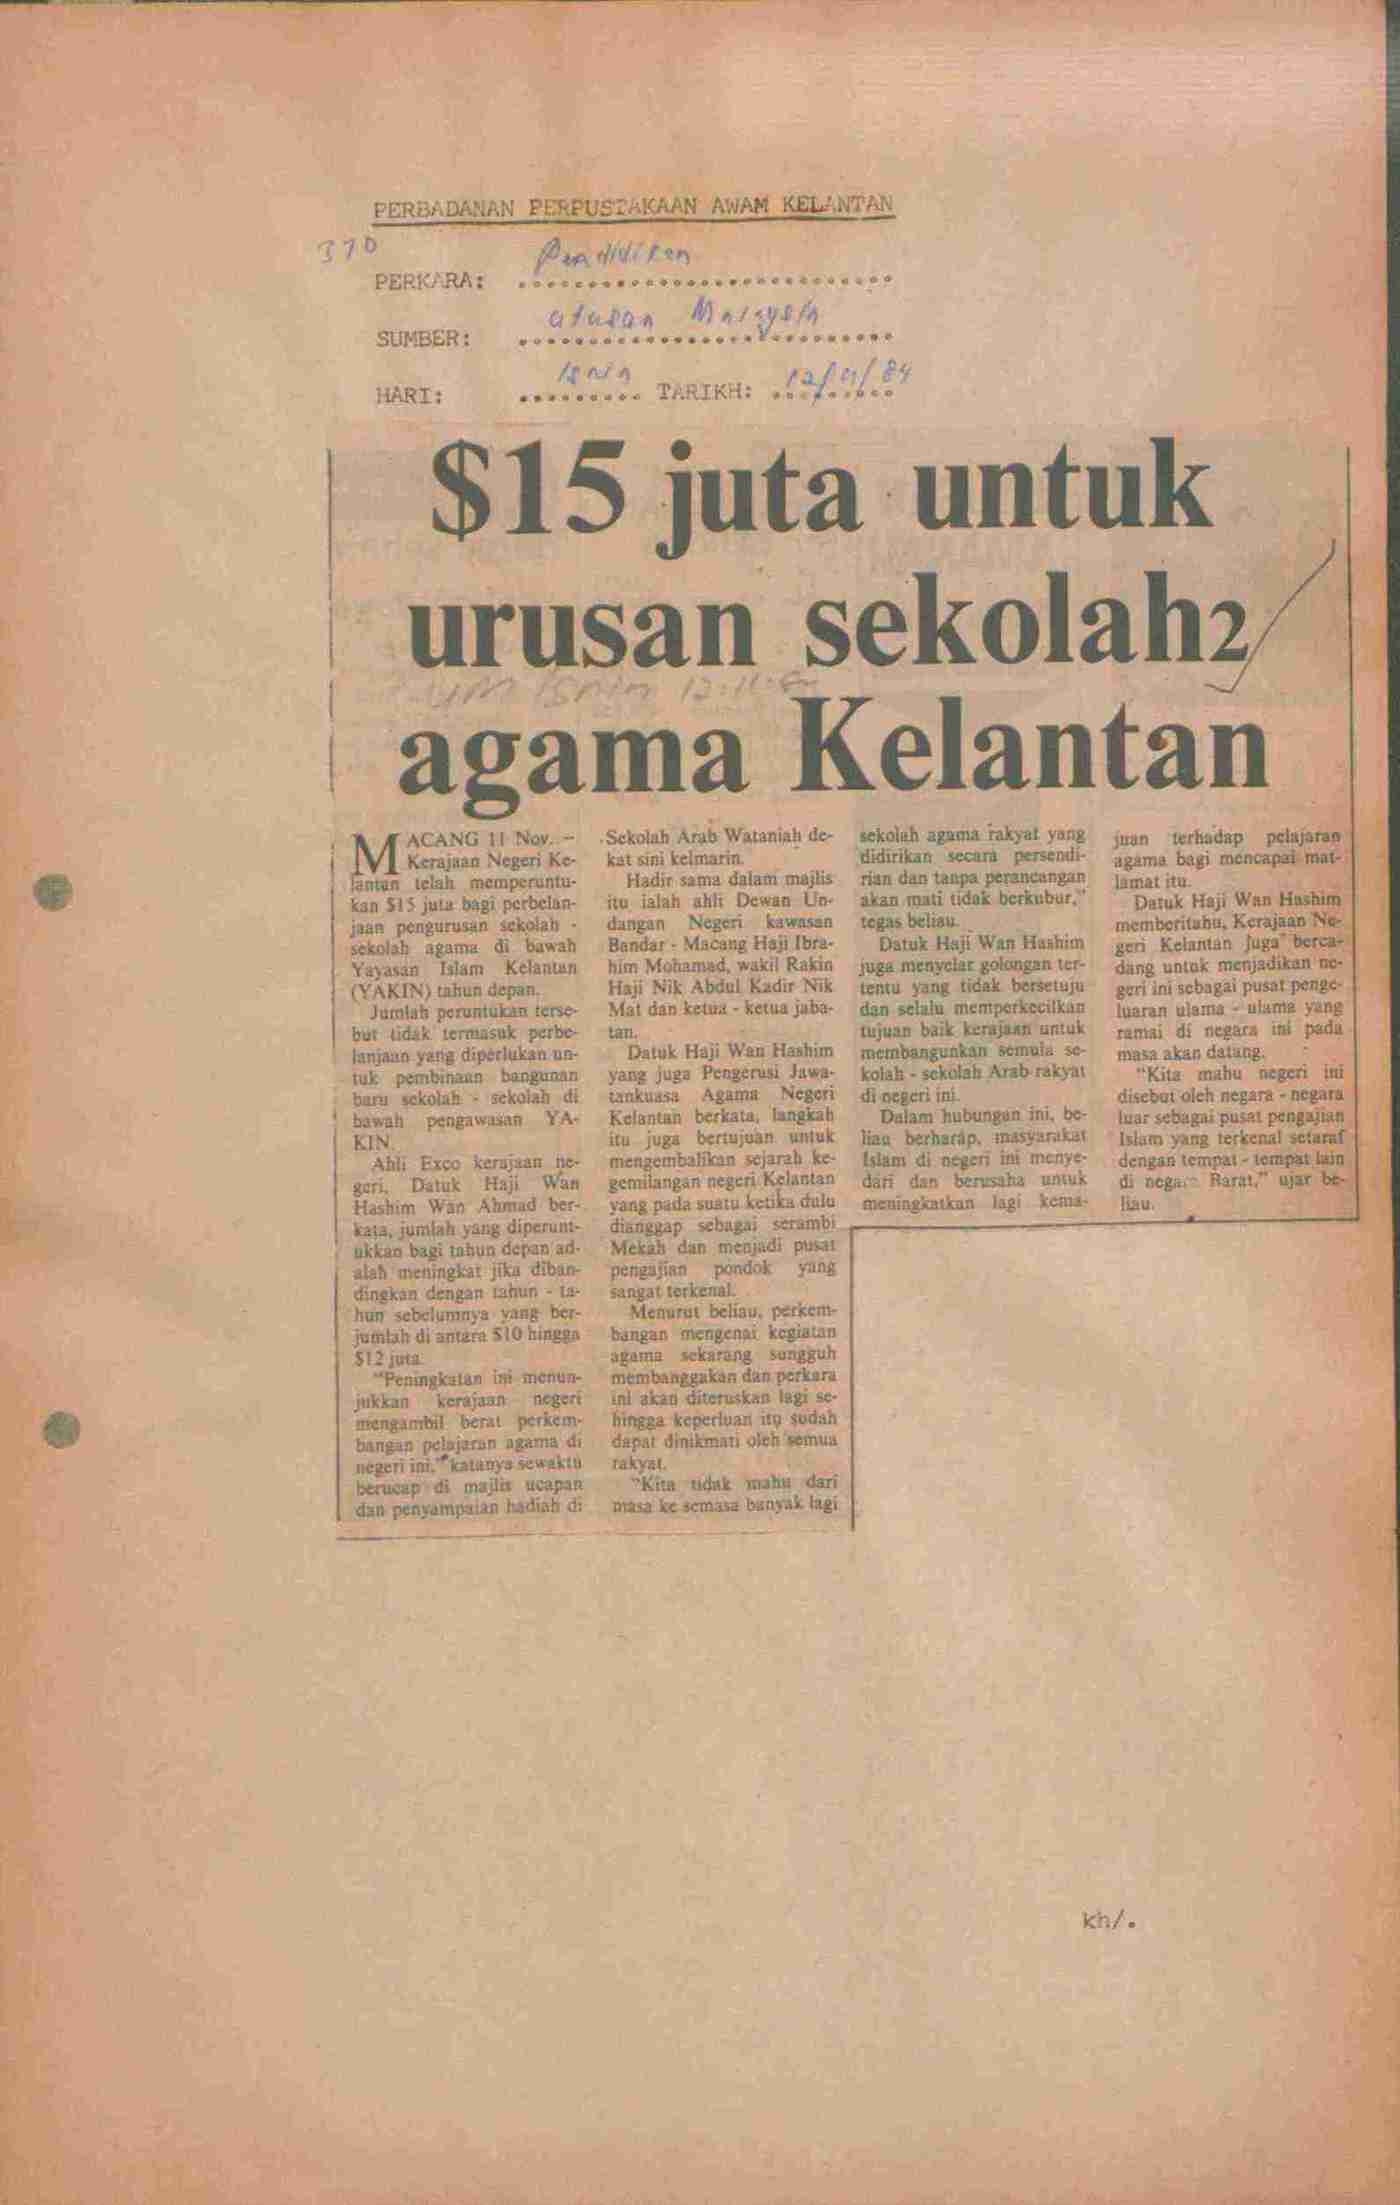 PERBADANAN PERPUSTAKAAN AWAM KELANTAN
370
PERKARA: Pendidikan
SUMBER: utusan Malaysia
HARI: Isnin TARIKH: 12/11/84
$15 juta untuk
urusan sekolah2
agama Kelantan
UM Isnin 12.11.84
MACANG 11 Nov. –
Kerajaan Negeri Ke-
lantan telah memperuntu-
kan $15 juta bagi perbelan-
jaan pengurusan sekolah -
sekolah agama di bawah
Yayasan Islam Kelantan
(YAKIN) tahun depan.
Jumlah peruntukan terse-
but tidak termasuk perbe-
lanjaan yang diperlukan un-
tuk pembinaan bangunan
baru sekolah - sekolah di
bawah pengawasan YA-
KIN.
Ahli Exco kerajaan ne-
geri, Datuk Haji Wan
Hashim Wan Ahmad ber-
kata, jumlah yang diperunt-
ukkan bagi tahun depan ad-
alah meningkat jika diban-
dingkan dengan tahun - ta-
hun sebelumnya yang ber-
jumlah di antara $10 hingga
$12 juta.
"Peningkatan ini menun-
jukkan kerajaan negeri
mengambil berat perkem-
bangan pelajaran agama di
negeri ini," katanya sewaktu
berucap di majlis ucapan
dan penyampaian hadiah di
Sekolah Arab Wataniah de-
kat sini kelmarin.
Hadir sama dalam majlis
itu ialah ahli Dewan Un-
dangan Negeri kawasan
Bandar - Macang Haji Ibra-
him Mohamad, wakil Rakin
Haji Nik Abdul Kadir Nik
Mat dan ketua - ketua jaba-
tan.
Datuk Haji Wan Hashim
yang juga Pengerusi Jawa-
tankuasa Agama Negeri
Kelantan berkata, langkah
itu juga bertujuan untuk
mengembalikan sejarah ke-
gemilangan negeri Kelantan
yang pada suatu ketika dulu
dianggap sebagai serambi
Mekah dan menjadi pusat
pengajian pondok yang
sangat terkenal.
Menurut beliau, perkem-
bangan mengenai kegiatan
agama sekarang sungguh
membanggakan dan perkara
ini akan diteruskan lagi se-
hingga keperluan itu sudah
dapat dinikmati oleh semua
rakyat.
"Kita tidak mahu dari
masa ke semasa banyak lagi
sekolah agama rakyat yang
didirikan secara persendi-
rian dan tanpa perancangan
akan mati tidak berkubur,"
tegas beliau.
Datuk Haji Wan Hashim
juga menyelar golongan ter-
tentu yang tidak bersetuju
dan selalu memperkecilkan
tujuan baik kerajaan untuk
membangunkan semula se-
kolah - sekolah Arab rakyat
di negeri ini.
Dalam hubungan ini, be-
liau berharap, masyarakat
Islam di negeri ini menye-
dari dan berusaha untuk
meningkatkan lagi kema-
juan terhadap pelajaran
agama bagi mencapai mat-
lamat itu.
Datuk Haji Wan Hashim
memberitahu, Kerajaan Ne-
geri Kelantan juga berca-
dang untuk menjadikan ne-
geri ini sebagai pusat penge-
luaran ulama - ulama yang
ramai di negara ini pada
masa akan datang.
"Kita mahu negeri ini
disebut oleh negara - negara
luar sebagai pusat pengajian
Islam yang terkenal setaraf
dengan tempat - tempat lain
di Barat," ujar be-
liau.
kh/.